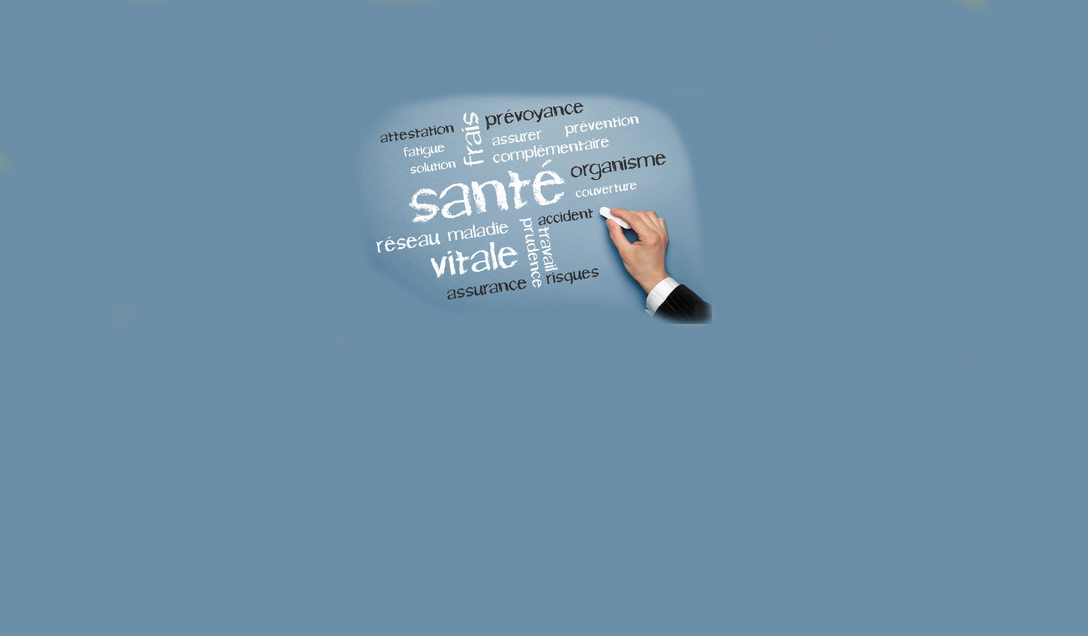 attestation
frais
prévoyance
fatigue
assurer
prévention
solution
complémentaire
santé
organisme
couverture
accident
réseau
maladie
vitale
prudence
travail
assurance
risques